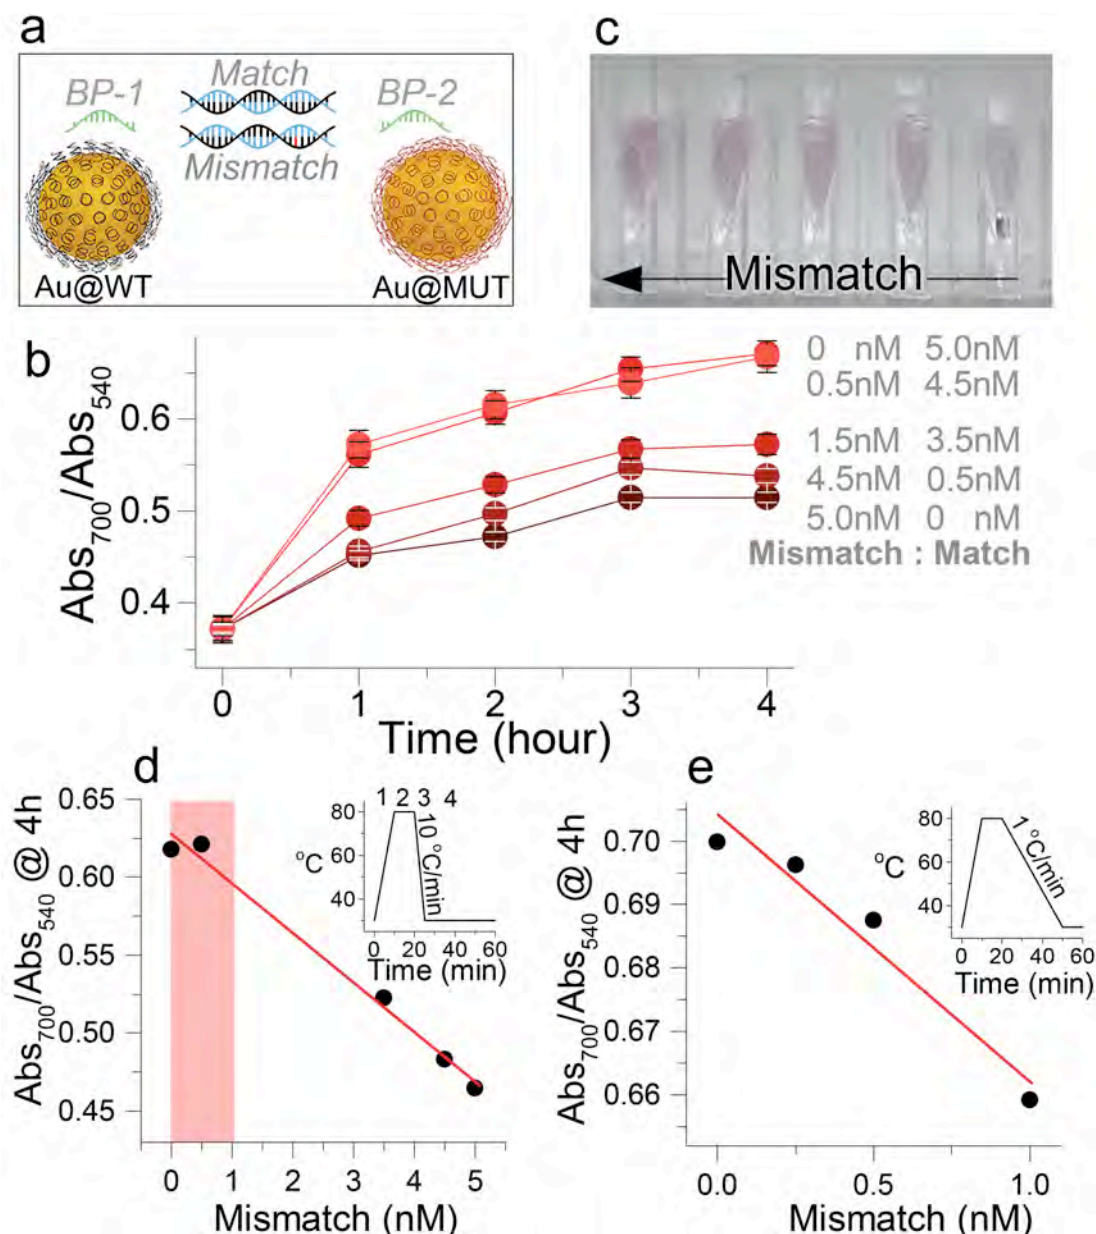 a
BP-1
Match
Mismatch
BP-2
Au@WT
Au@MUT
c
Mismatch
b
Abs700/Abs540
0.6
0.5
0.4
0 1 2 3 4
Time (hour)
0 nM 5.0nM
0.5nM 4.5nM
1.5nM 3.5nM
4.5nM 0.5nM
5.0nM 0 nM
Mismatch : Match
d
Abs700/Abs540 @ 4h
0.65
0.60
0.55
0.50
0.45
0 1 2 3 4 5
Mismatch (nM)
1 2 3 4
°C
80
60
40
10 °C/min
0 20 40 60
Time (min)
e
Abs700/Abs540 @ 4h
0.70
0.69
0.68
0.67
0.66
0.0 0.5 1.0
Mismatch (nM)
°C
80
60
40
1 °C/min
0 20 40 60
Time (min)